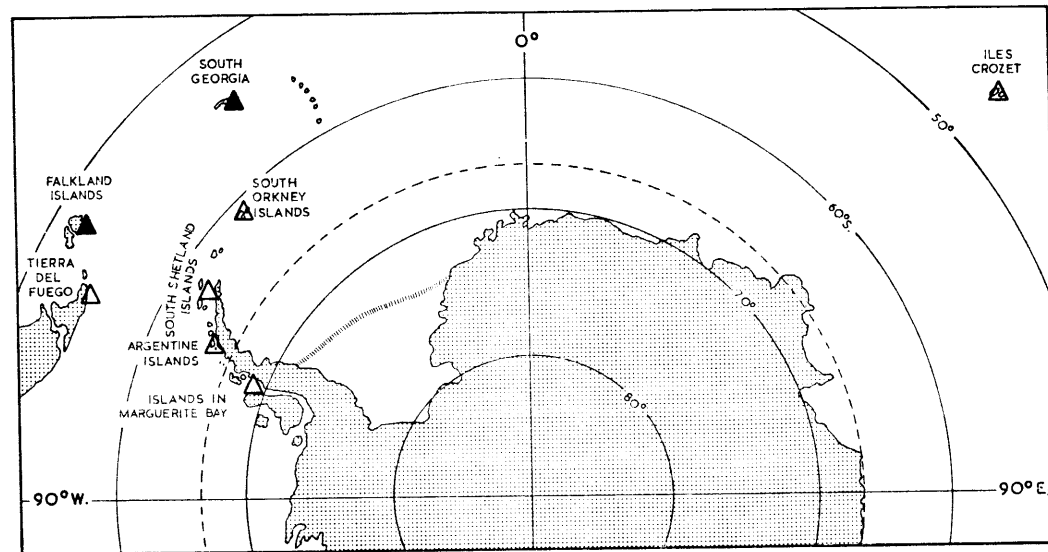 0°
SOUTH
GEORGIA
ILES
CROZET
50°
FALKLAND
ISLANDS
SOUTH
ORKNEY
ISLANDS
60°S.
TIERRA
DEL
FUEGO
SOUTH SHETLAND
ISLANDS
70°
ARGENTINE
ISLANDS
ISLANDS IN
MARGUERITE BAY
80°
90°W.
90°E.